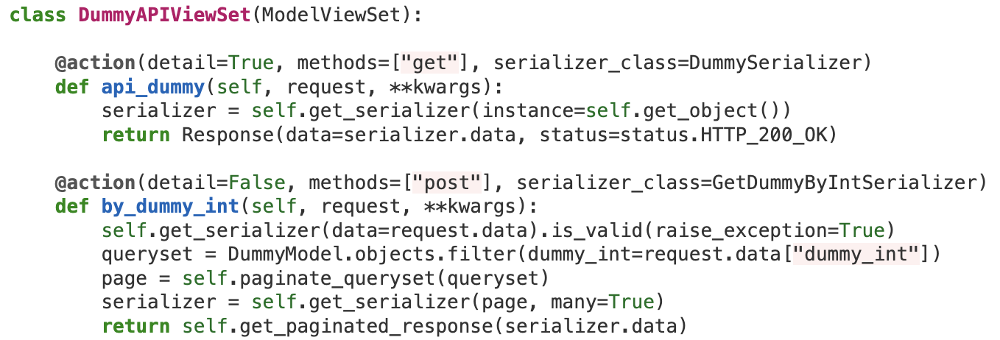 class DummyAPIViewSet(ModelViewSet):

    @action(detail=True, methods=["get"], serializer_class=DummySerializer)
    def api_dummy(self, request, **kwargs):
        serializer = self.get_serializer(instance=self.get_object())
        return Response(data=serializer.data, status=status.HTTP_200_OK)

    @action(detail=False, methods=["post"], serializer_class=GetDummyByIntSerializer)
    def by_dummy_int(self, request, **kwargs):
        self.get_serializer(data=request.data).is_valid(raise_exception=True)
        queryset = DummyModel.objects.filter(dummy_int=request.data["dummy_int"])
        page = self.paginate_queryset(queryset)
        serializer = self.get_serializer(page, many=True)
        return self.get_paginated_response(serializer.data)